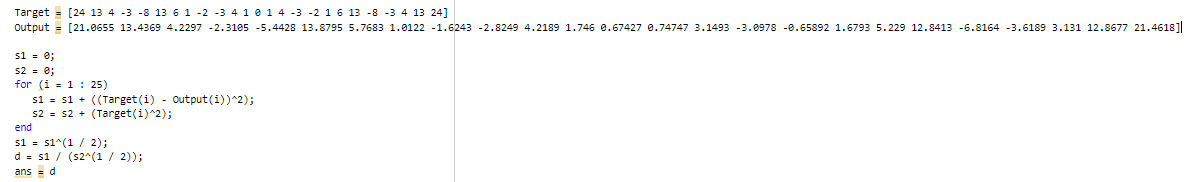 Target = [24 13 4 -3 -8 13 6 1 -2 -3 4 1 0 1 4 -3 -2 1 6 13 -8 -3 4 13 24]
Output = [21.0655 13.4369 4.2297 -2.3105 -5.4428 13.8795 5.7683 1.0122 -1.6243 -2.8249 4.2189 1.746 0.67427 0.74747 3.1493 -3.0978 -0.65892 1.6793 5.229 12.8413 -6.8164 -3.6189 3.131 12.8677 21.4618]
s1 = 0;
s2 = 0;
for (i = 1 : 25)
s1 = s1 + ((Target(i) - Output(i))^2);
s2 = s2 + (Target(i)^2);
end
s1 = s1^(1 / 2);
d = s1 / (s2^(1 / 2));
ans = d